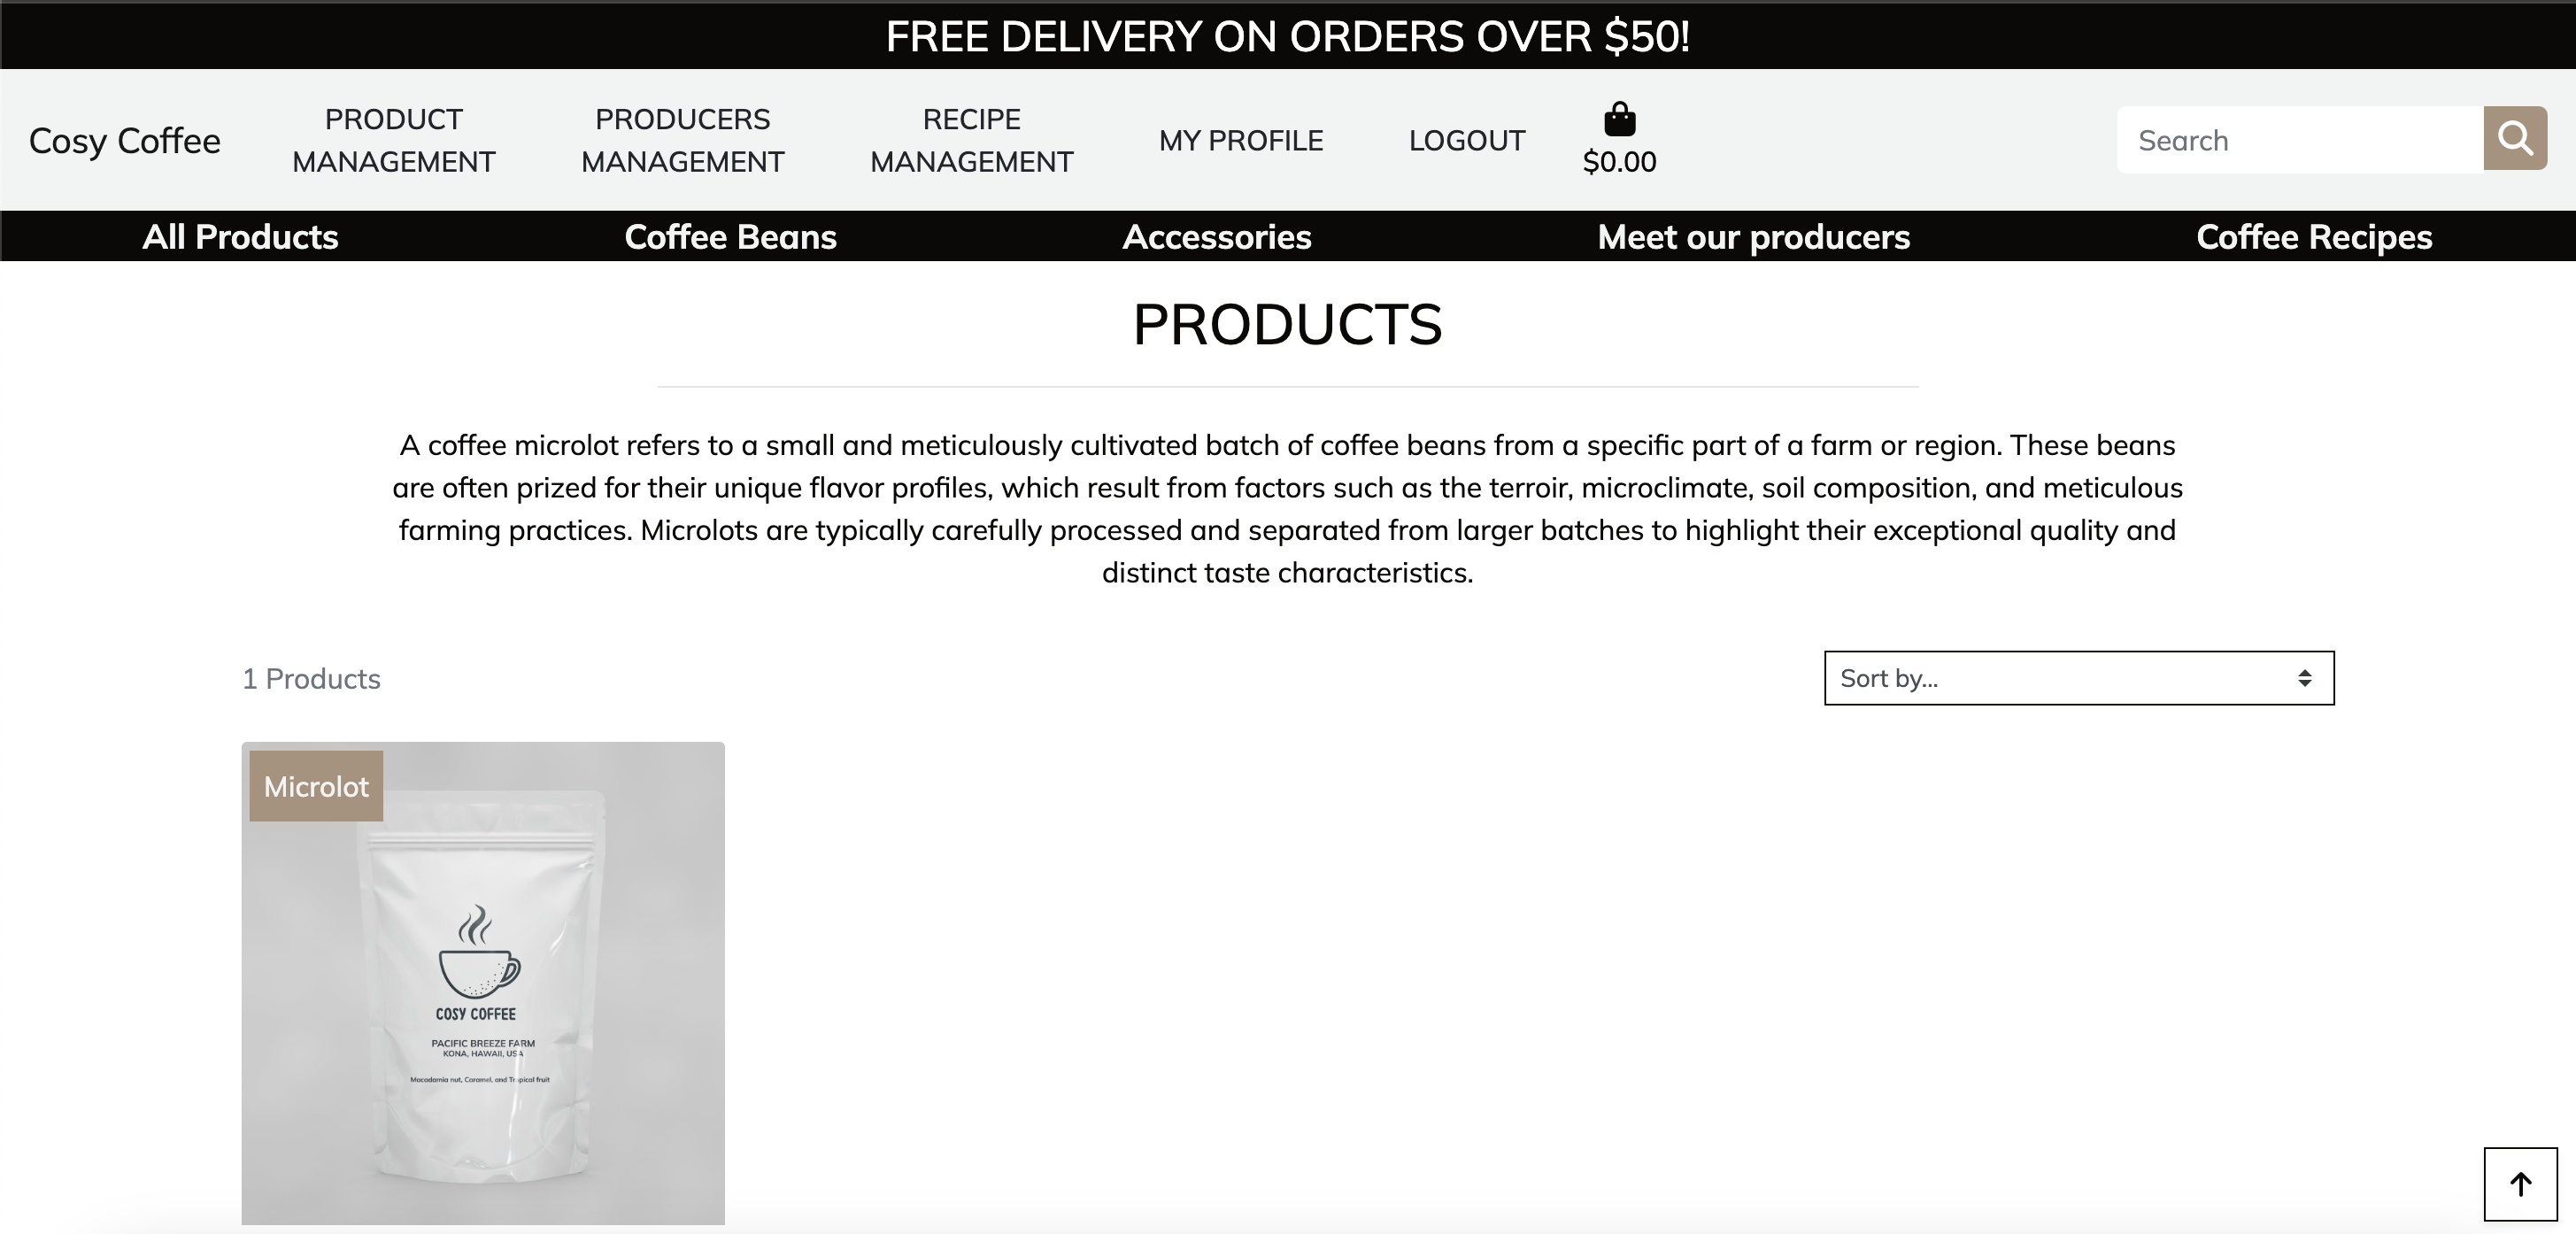 FREE DELIVERY ON ORDERS OVER $50!
Cosy Coffee
PRODUCT
MANAGEMENT
PRODUCERS
MANAGEMENT
RECIPE
MANAGEMENT
MY PROFILE
LOGOUT
$0.00
Search
All Products
Coffee Beans
Accessories
Meet our producers
Coffee Recipes
PRODUCTS
A coffee microlot refers to a small and meticulously cultivated batch of coffee beans from a specific part of a farm or region. These beans
are often prized for their unique flavor profiles, which result from factors such as the terroir, microclimate, soil composition, and meticulous
farming practices. Microlots are typically carefully processed and separated from larger batches to highlight their exceptional quality and
distinct taste characteristics.
1 Products
Sort by...
Microlot
COSY COFFEE
PACIFIC BREEZE FARM
KONA, HAWAII, USA
Macadamia nut, Caramel, and Tropical fruit